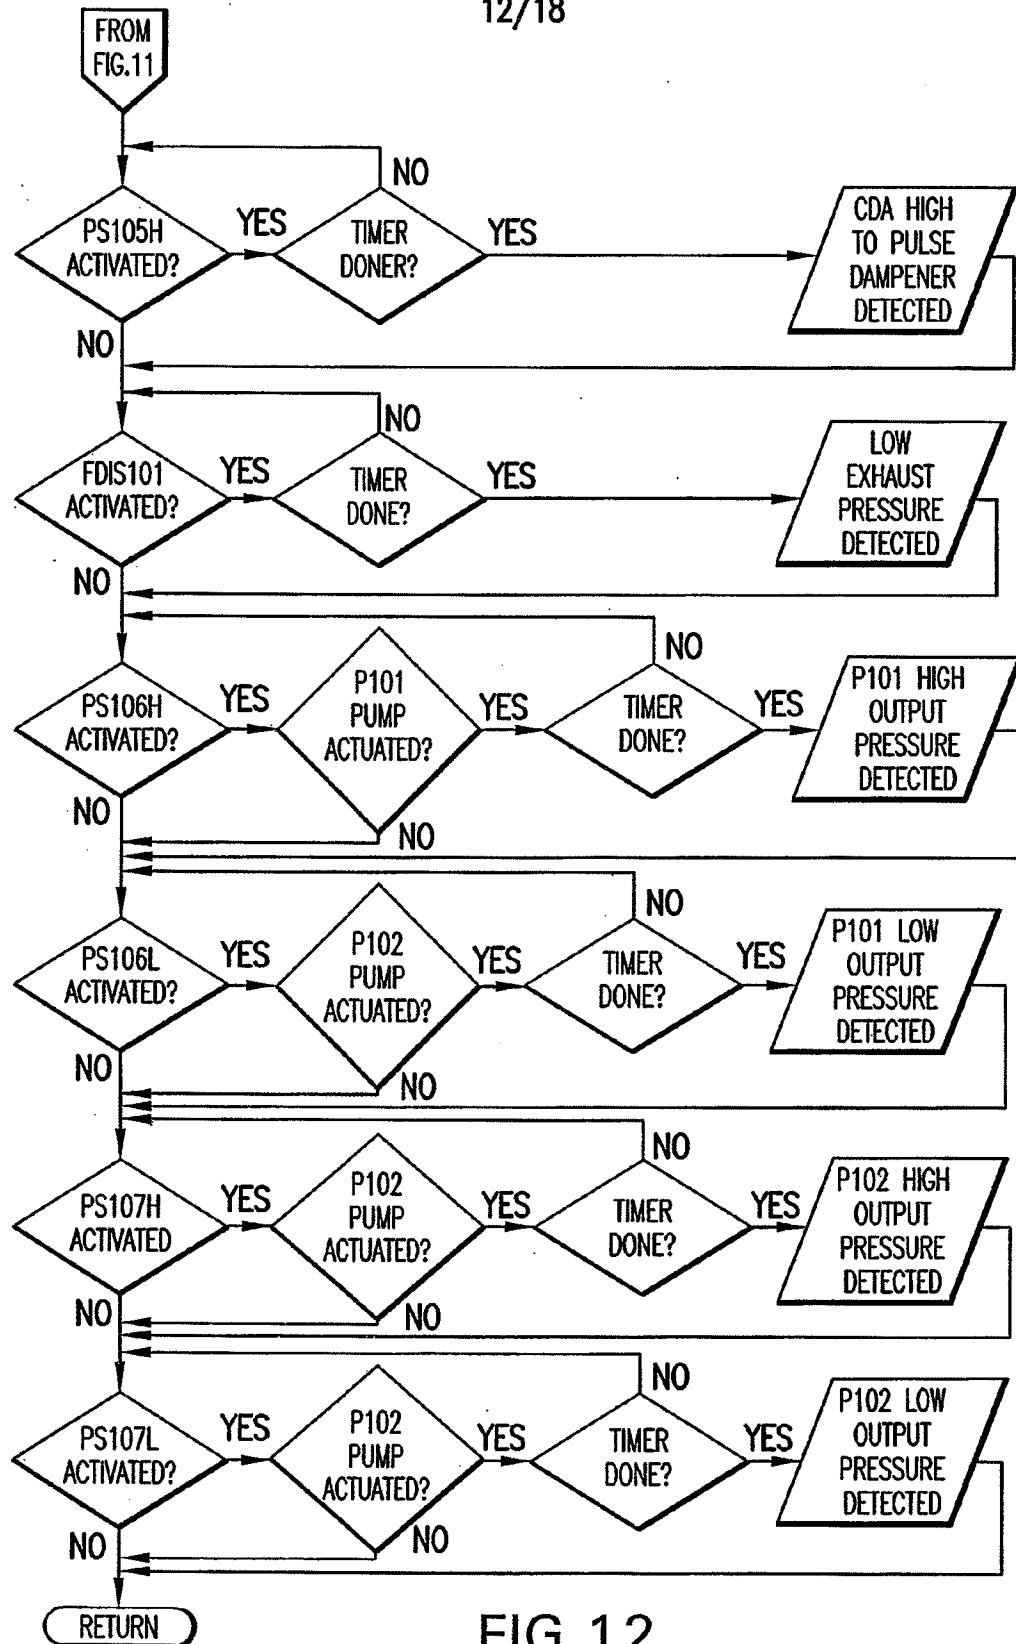 12/18
FROM
FIG.11
NO
PS105H
ACTIVATED?
YES
TIMER
DONER?
YES
CDA HIGH
TO PULSE
DAMPENER
DETECTED
NO
NO
FDIS101
ACTIVATED?
YES
TIMER
DONE?
YES
LOW
EXHAUST
PRESSURE
DETECTED
NO
NO
PS106H
ACTIVATED?
YES
P101
PUMP
ACTUATED?
YES
TIMER
DONE?
YES
P101 HIGH
OUTPUT
PRESSURE
DETECTED
NO
NO
NO
PS106L
ACTIVATED?
YES
P102
PUMP
ACTUATED?
YES
TIMER
DONE?
YES
P101 LOW
OUTPUT
PRESSURE
DETECTED
NO
NO
NO
PS107H
ACTIVATED
YES
P102
PUMP
ACTUATED?
YES
TIMER
DONE?
YES
P102 HIGH
OUTPUT
PRESSURE
DETECTED
NO
NO
NO
PS107L
ACTIVATED?
YES
P102
PUMP
ACTUATED?
YES
TIMER
DONE?
YES
P102 LOW
OUTPUT
PRESSURE
DETECTED
NO
NO
RETURN
FIG.12